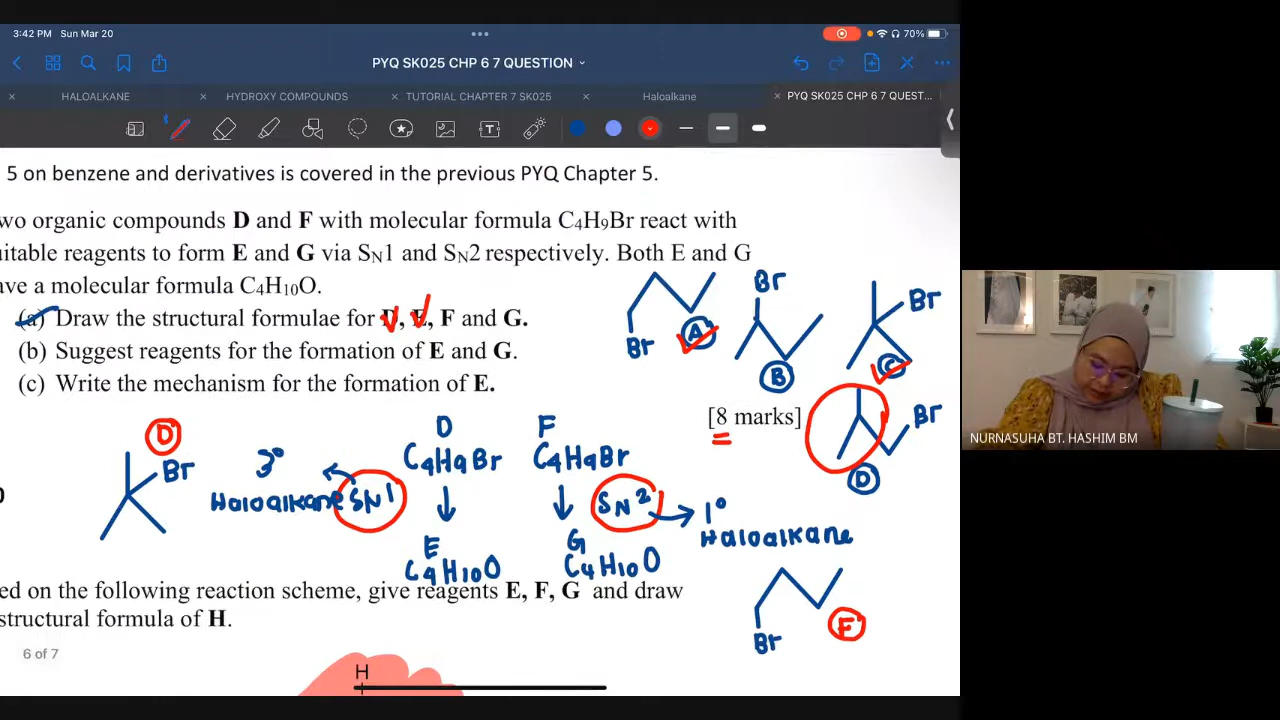 3:42 PM Sun Mar 20
70%
PYQ SK025 CHP 6 7 QUESTION
HALOALKANE
HYDROXY COMPOUNDS
TUTORIAL CHAPTER 7 SK025
Haloalkane
PYQ SK025 CHP 6 7 QUEST...
5 on benzene and derivatives is covered in the previous PYQ Chapter 5.
wo organic compounds D and F with molecular formula C4H9Br react with
uitable reagents to form E and G via SN1 and SN2 respectively. Both E and G
ave a molecular formula C4H10O.
(a) Draw the structural formulae for D, E, F and G.
(b) Suggest reagents for the formation of E and G.
(c) Write the mechanism for the formation of E.
[8 marks]
Br
A
Br
B
Br
C
Br
D
D
Br
3° Haloalkane
SN1
D
C4H9Br
E
C4H10O
F
C4H9Br
SN2
G
C4H10O
1°
Haloalkane
Br
F
ed on the following reaction scheme, give reagents E, F, G and draw
structural formula of H.
6 of 7
H
NURNASUHA BT. HASHIM BM